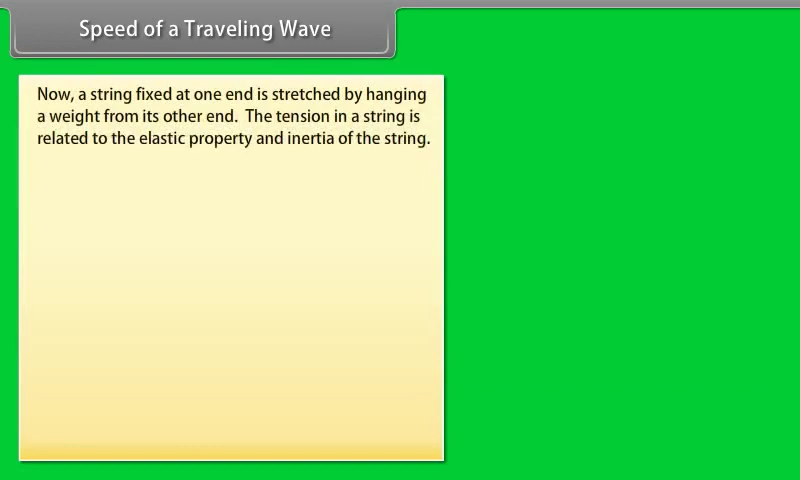 Speed of a Traveling Wave
Now, a string fixed at one end is stretched by hanging
a weight from its other end.  The tension in a string is
related to the elastic property and inertia of the string.